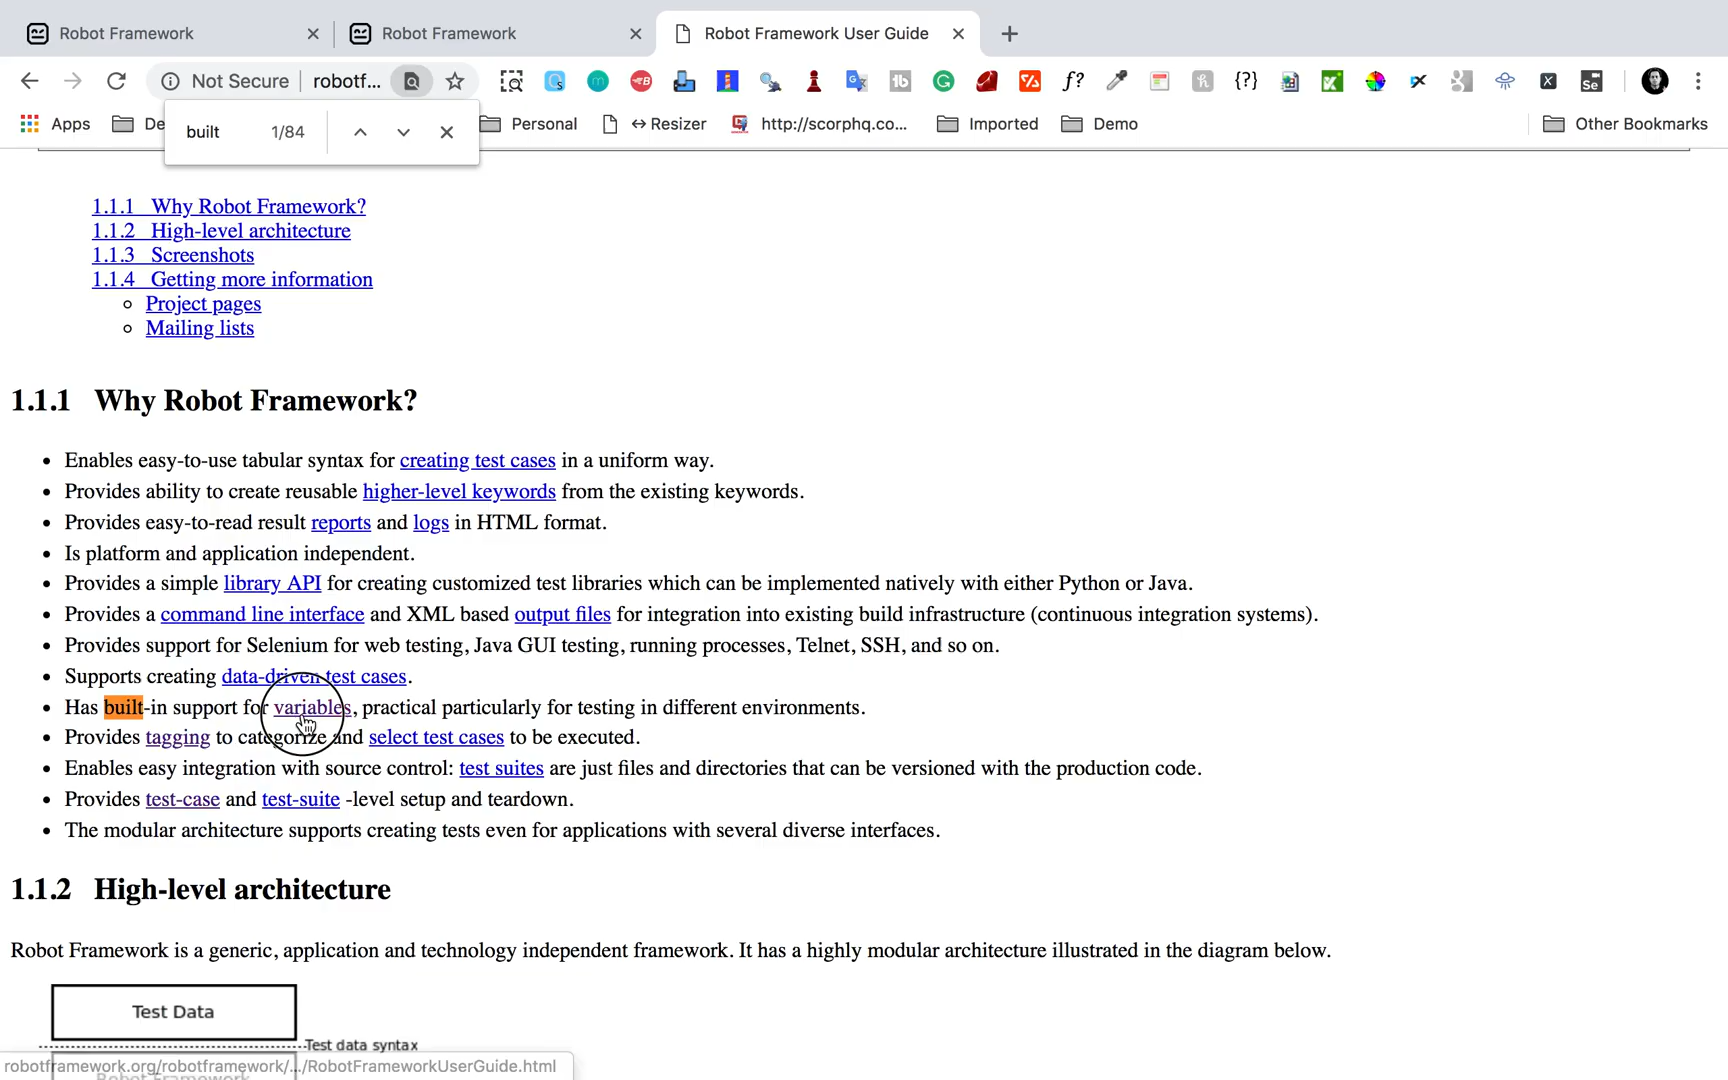 Robot Framework
Robot Framework
Robot Framework User Guide
Not Secure
robotf...
Apps
De
Personal
↔ Resizer
http://scorphq.co...
Imported
Demo
Other Bookmarks
built 1/84
1.1.1 Why Robot Framework?
1.1.2 High-level architecture
1.1.3 Screenshots
1.1.4 Getting more information
Project pages
Mailing lists
1.1.1 Why Robot Framework?
Enables easy-to-use tabular syntax for creating test cases in a uniform way.
Provides ability to create reusable higher-level keywords from the existing keywords.
Provides easy-to-read result reports and logs in HTML format.
Is platform and application independent.
Provides a simple library API for creating customized test libraries which can be implemented natively with either Python or Java.
Provides a command line interface and XML based output files for integration into existing build infrastructure (continuous integration systems).
Provides support for Selenium for web testing, Java GUI testing, running processes, Telnet, SSH, and so on.
Supports creating data-driven test cases.
Has built-in support for variables, practical particularly for testing in different environments.
Provides tagging to categorize and select test cases to be executed.
Enables easy integration with source control: test suites are just files and directories that can be versioned with the production code.
Provides test-case and test-suite -level setup and teardown.
The modular architecture supports creating tests even for applications with several diverse interfaces.
1.1.2 High-level architecture
Robot Framework is a generic, application and technology independent framework. It has a highly modular architecture illustrated in the diagram below.
Test Data
Test data syntax
robotframework.org/robotframework/.../RobotFrameworkUserGuide.html
Robot Framework